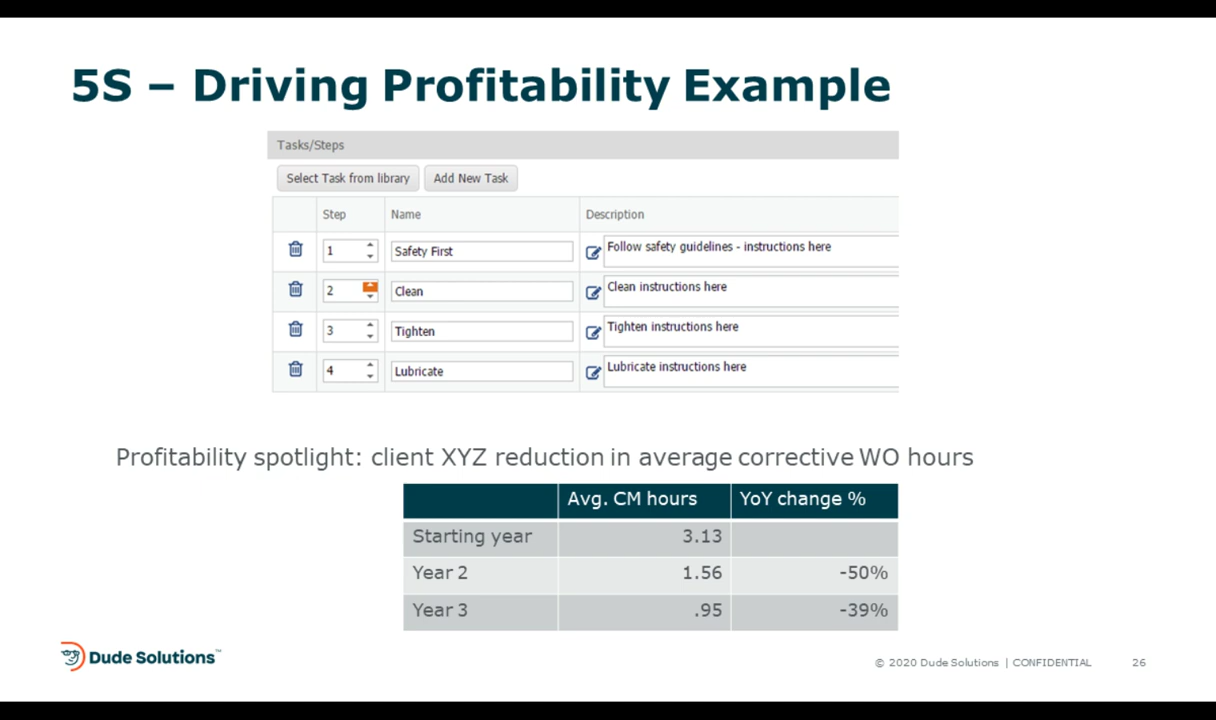 5S – Driving Profitability Example
Tasks/Steps
Select Task from library Add New Task
Step Name Description
1 Safety First Follow safety guidelines - instructions here
2 Clean Clean instructions here
3 Tighten Tighten instructions here
4 Lubricate Lubricate instructions here
Profitability spotlight: client XYZ reduction in average corrective WO hours
Avg. CM hours YoY change %
Starting year 3.13
Year 2 1.56 -50%
Year 3 .95 -39%
Dude Solutions™
© 2020 Dude Solutions | CONFIDENTIAL 26